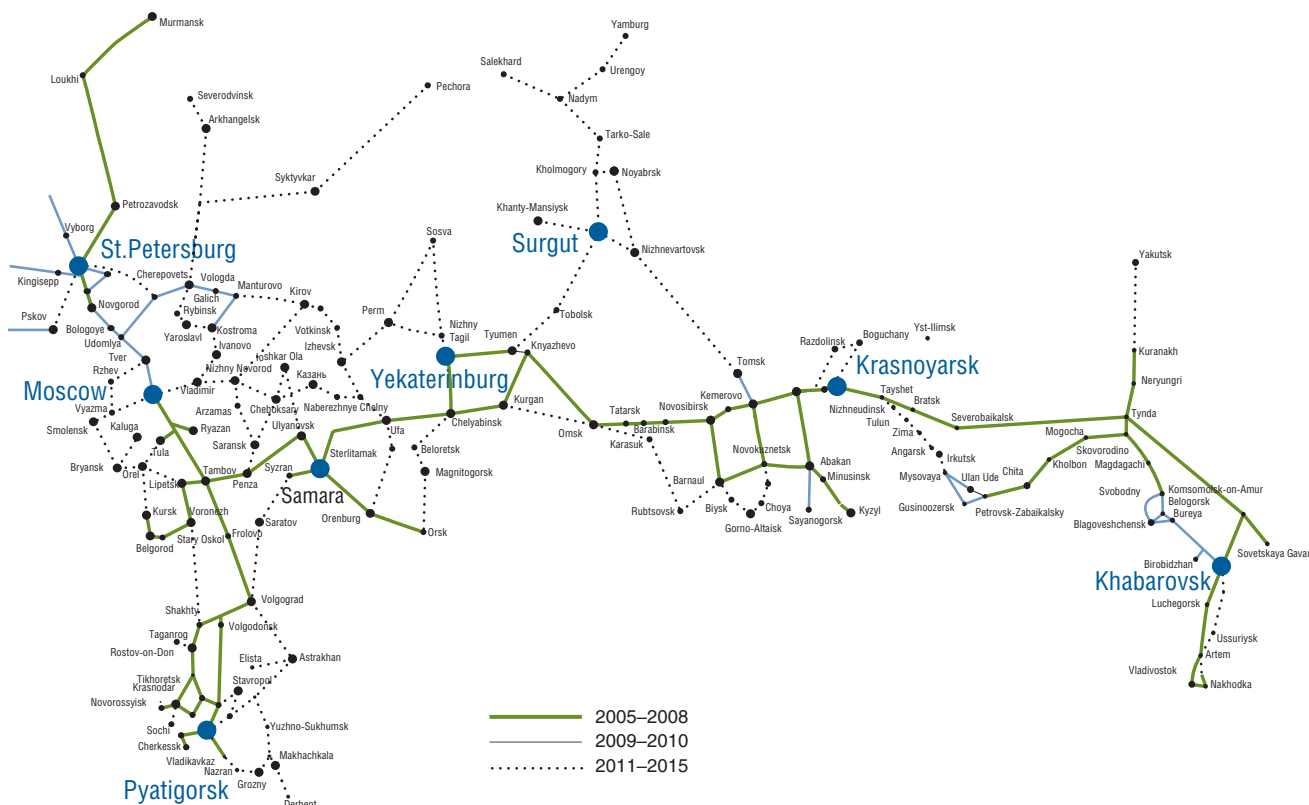 Murmansk
Yamburg
Salekhard
Urengoy
Loukhi
Pechora
Severodvinsk
Nadym
Arkhangelsk
Tarko-Sale
Kholmogory
Noyabrsk
Syktyvkar
Petrozavodsk
Khanty-Mansiysk
Vyborg
Sosva
St.Petersburg
Surgut
Nizhnevartovsk
Yakutsk
Kingisepp
Cherepovets
Vologda
Galich
Manturovo
Kirov
Novgorod
Pskov
Rybinsk
Perm
Tobolsk
Bologoye
Yaroslavl
Kostroma
Votkinsk
Nizhny
Tagil
Tyumen
Udomlya
Ivanovo
Izhevsk
Knyazhevo
Razdolinsk
Boguchany
Yst-Ilimsk
Tver
Ioshkar Ola
Kuranakh
Rzhev
Nizhny Novorod
Tomsk
Krasnoyarsk
Moscow
Vladimir
Казань
Yekaterinburg
Neryungri
Vyazma
Arzamas
Cheboksary
Naberezhnye Chalny
Kurgan
Kemerovo
Tayshet
Bratsk
Smolensk
Kaluga
Ryazan
Ulyanovsk
Ufa
Chelyabinsk
Omsk
Tatarsk
Barabinsk
Novosibirsk
Nizhneudinsk
Tulun
Severobaikalsk
Tynda
Tula
Saransk
Karasuk
Zima
Mogocha
Bryansk
Orel
Sterlitamak
Beloretsk
Novokuznetsk
Angarsk
Irkutsk
Skovorodino
Magdagachi
Lipetsk
Tambov
Penza
Syzran
Samara
Magnitogorsk
Barnaul
Abakan
Minusinsk
Mysovaya
Ulan Ude
Chita
Kholbon
Svobodny
Komsomolsk-on-Amur
Belogorsk
Kursk
Voronezh
Saratov
Orenburg
Rubtsovsk
Biysk
Choya
Gorno-Altaisk
Sayanogorsk
Kyzyl
Gusinoozersk
Petrovsk-Zabaikalsky
Blagoveshchensk
Bureya
Belgorod
Stary Oskol
Frolovo
Orsk
Sovetskaya Gavan
Birobidzhan
Khabarovsk
Volgograd
Luchegorsk
Shakhty
Taganrog
Volgodonsk
Ussuriysk
Rostov-on-Don
Elista
Astrakhan
Artem
Tikhoretsk
Krasnodar
Stavropol
Vladivostok
Nakhodka
Novorossyisk
2005–2008
Sochi
Yuzhno-Sukhumsk
2009–2010
Cherkessk
Makhachkala
2011–2015
Vladikavkaz
Nazran
Grozny
Pyatigorsk
Derbent